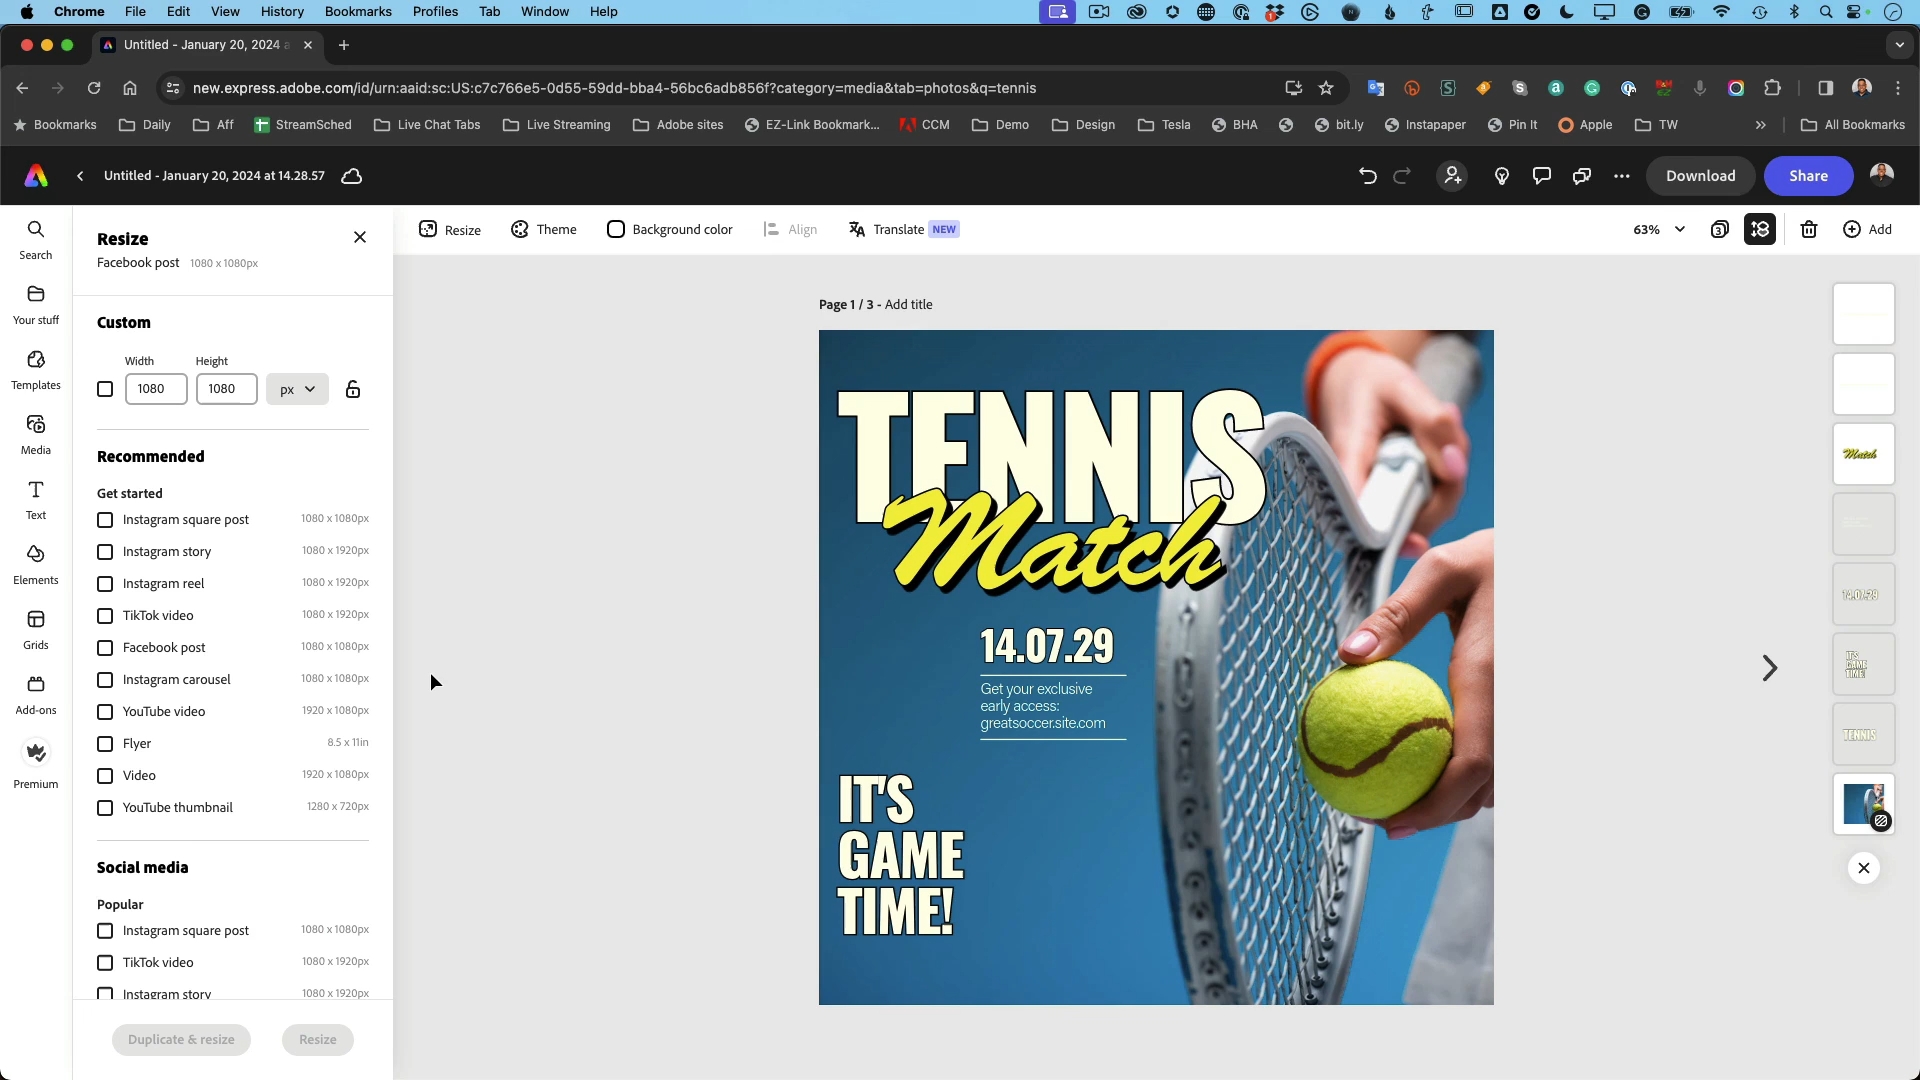 Chrome File Edit View History Bookmarks Profiles Tab Window Help
Untitled - January 20, 2024 a
new.express.adobe.com/id/urn:aaid:sc:US:c7c766e5-0d55-59dd-bba4-56bc6adb856f?category=media&tab=photos&q=tennis
Bookmarks Daily Aff StreamSched Live Chat Tabs Live Streaming Adobe sites EZ-Link Bookmark... CCM Demo Design Tesla BHA bit.ly Instapaper Pin It Apple TW » All Bookmarks
Untitled - January 20, 2024 at 14.28.57
Download Share
Resize Theme Background color Align Translate NEW 63% 3 Add
Search
Your stuff
Templates
Media
Text
Elements
Grids
Add-ons
Premium
Resize
Facebook post 1080 x 1080px
Custom
Width Height
1080 1080 px
Recommended
Get started
Instagram square post 1080 x 1080px
Instagram story 1080 x 1920px
Instagram reel 1080 x 1920px
TikTok video 1080 x 1920px
Facebook post 1080 x 1080px
Instagram carousel 1080 x 1080px
YouTube video 1920 x 1080px
Flyer 8.5 x 11in
Video 1920 x 1080px
YouTube thumbnail 1280 x 720px
Social media
Popular
Instagram square post 1080 x 1080px
TikTok video 1080 x 1920px
Instagram story 1080 x 1920px
Duplicate & resize Resize
Page 1 / 3 - Add title
TENNIS
Match
14.07.29
Get your exclusive
early access:
greatsoccer.site.com
IT'S
GAME
TIME!
Match
14.07.29
IT'S
GAME
TIME!
TENNIS